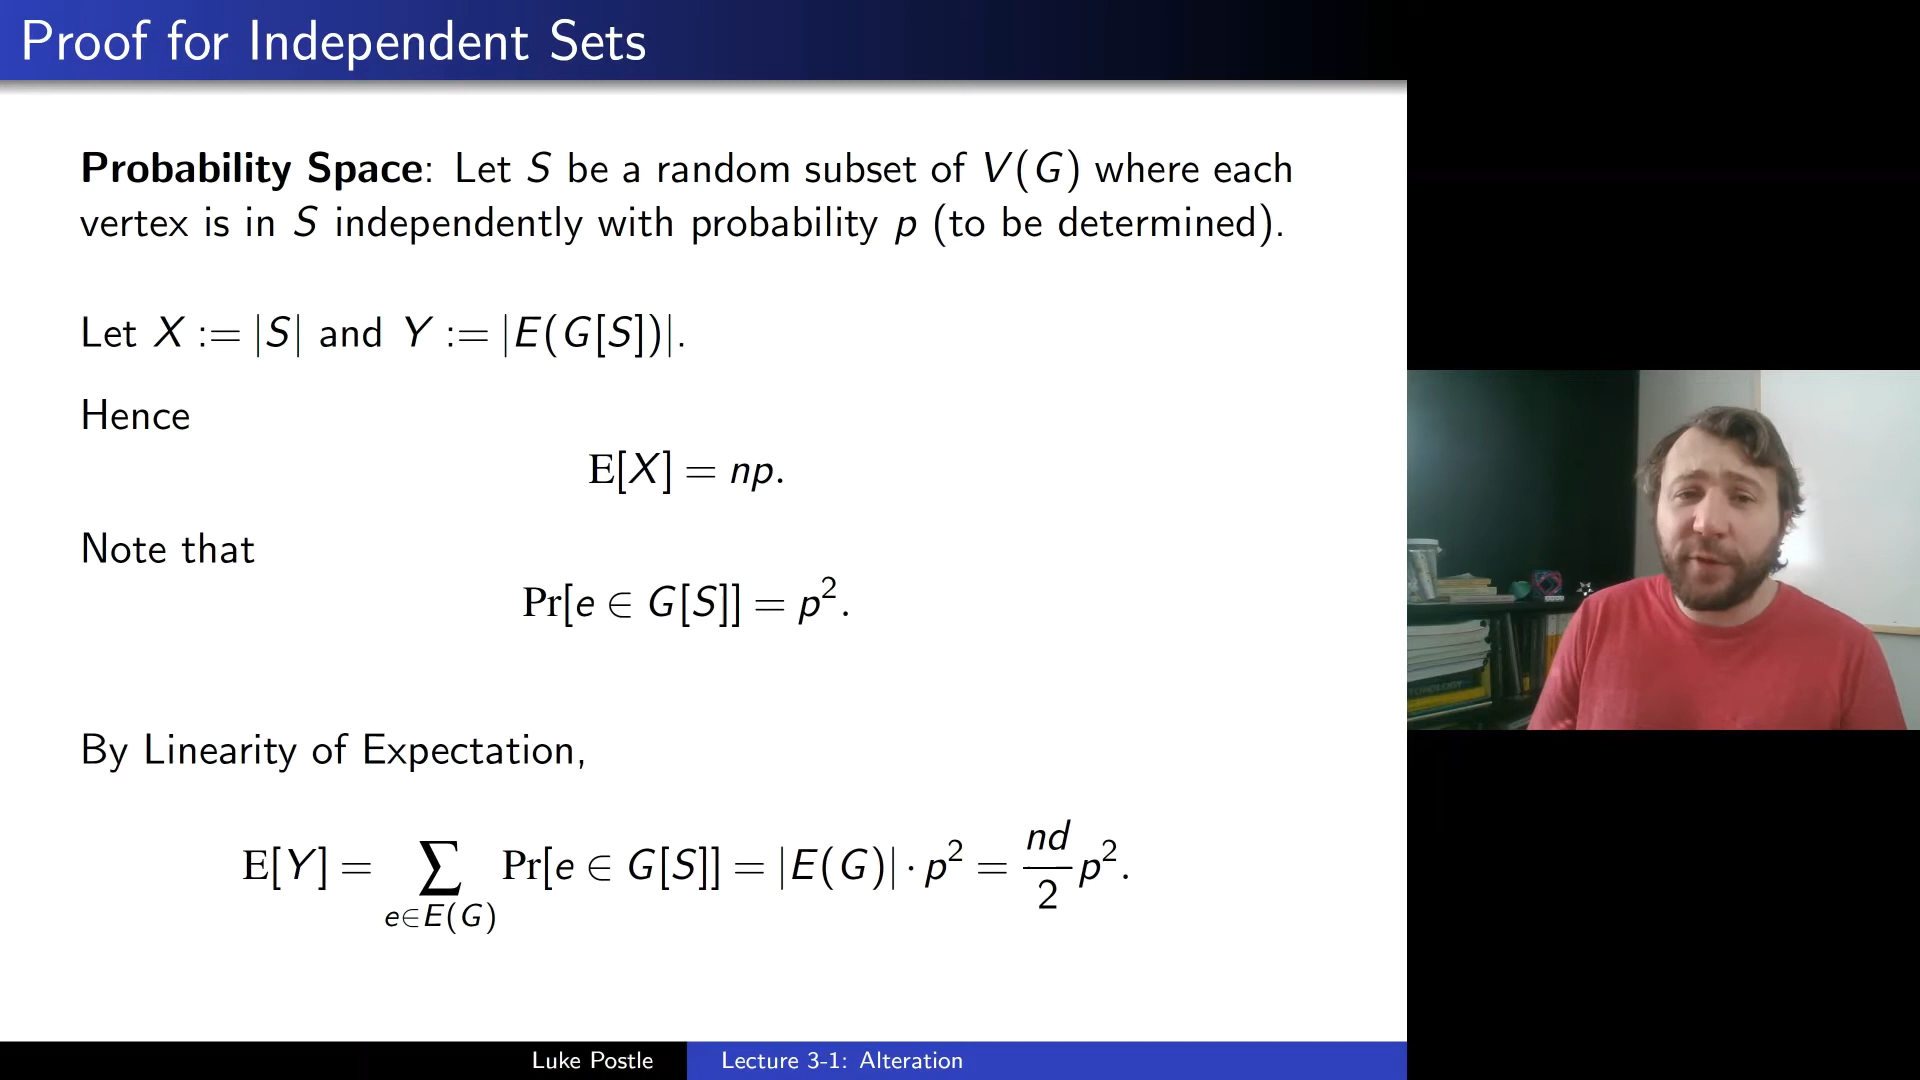 Proof for Independent Sets
Probability Space: Let S be a random subset of V(G) where each
vertex is in S independently with probability p (to be determined).
Let X := |S| and Y := |E(G[S])|.
Hence
E[X] = np.
Note that
Pr[e ∈ G[S]] = p².
By Linearity of Expectation,
E[Y] = ∑_{e∈E(G)} Pr[e ∈ G[S]] = |E(G)| · p² = \frac{nd}{2} p².
Luke Postle
Lecture 3-1: Alteration